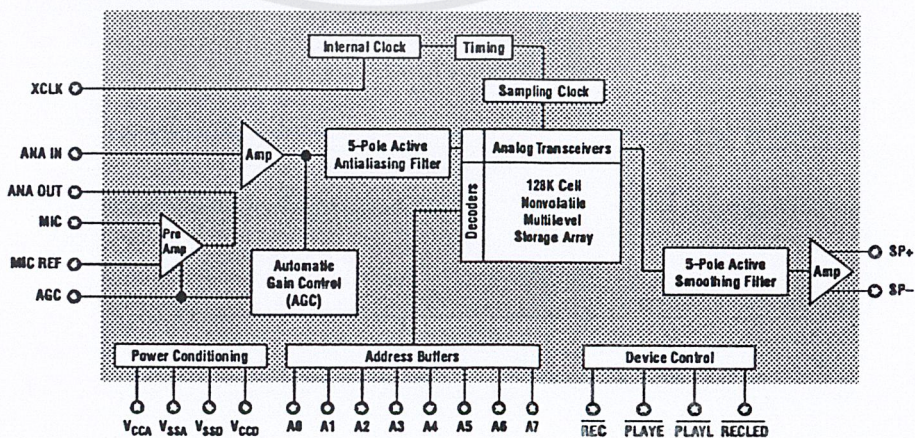 Internal Clock
Timing
XCLK
Sampling Clock
ANA IN
Amp
5-Pole Active
Antialiasing Filter
Analog Transceivers
Decoders
128K Cell
Nonvolatile
Multilevel
Storage Array
ANA OUT
MIC
Pre
Amp
MIC REF
AGC
Automatic
Gain Control
(AGC)
5-Pole Active
Smoothing Filter
Amp
SP+
SP–
Power Conditioning
Address Buffers
Device Control
VCCA VSSA VSSD VCCD A0 A1 A2 A3 A4 A5 A6 A7 REC PLAYE PLAYL RECLED